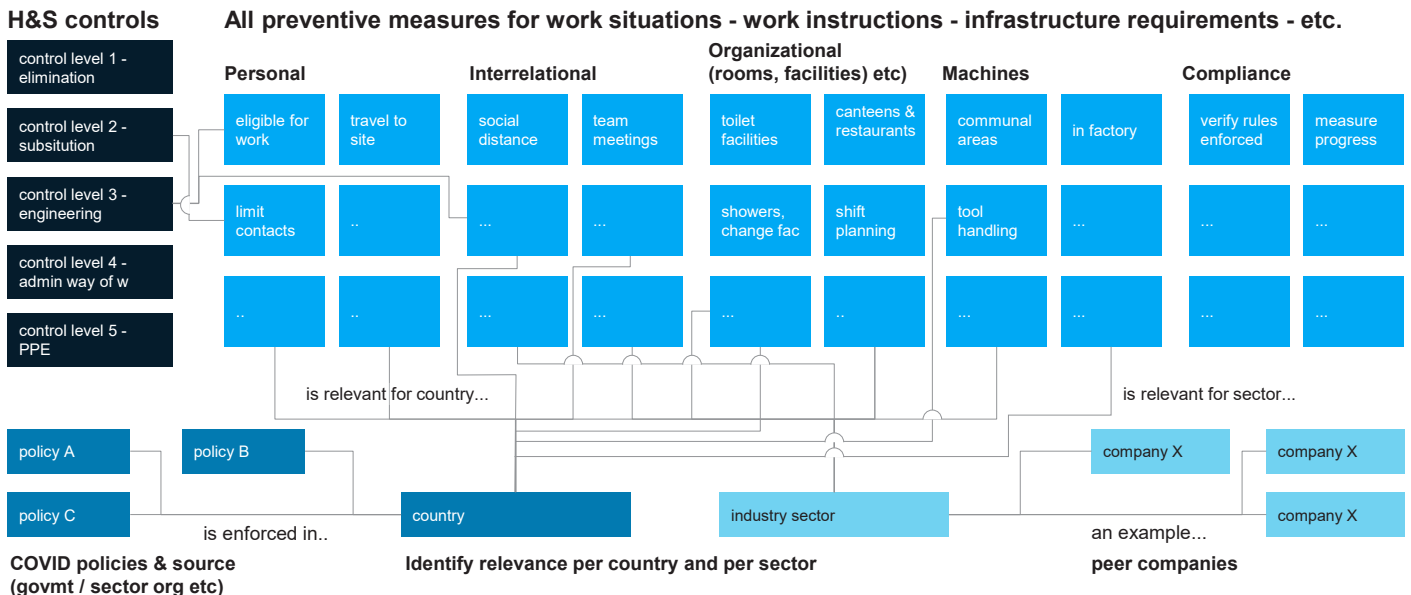 H&S controls
All preventive measures for work situations - work instructions - infrastructure requirements - etc.
control level 1 -
elimination
control level 2 -
subsitution
control level 3 -
engineering
control level 4 -
admin way of w
control level 5 -
PPE
Personal
Interrelational
Organizational
(rooms, facilities) etc)
Machines
Compliance
eligible for
work
travel to
site
social
distance
team
meetings
toilet
facilities
canteens &
restaurants
communal
areas
in factory
verify rules
enforced
measure
progress
limit
contacts
..
...
...
showers,
change fac
shift
planning
tool
handling
...
...
...
..
..
...
...
...
..
...
...
...
...
is relevant for country...
is relevant for sector...
policy A
policy B
company X
company X
policy C
country
industry sector
company X
is enforced in..
an example...
COVID policies & source
(govmt / sector org etc)
Identify relevance per country and per sector
peer companies